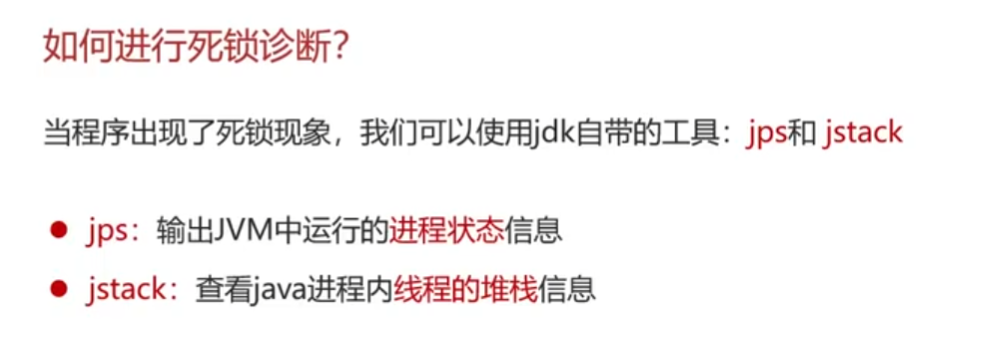 如何进行死锁诊断？
当程序出现了死锁现象，我们可以使用jdk自带的工具：jps和 jstack
● jps：输出JVM中运行的进程状态信息
● jstack：查看java进程内线程的堆栈信息